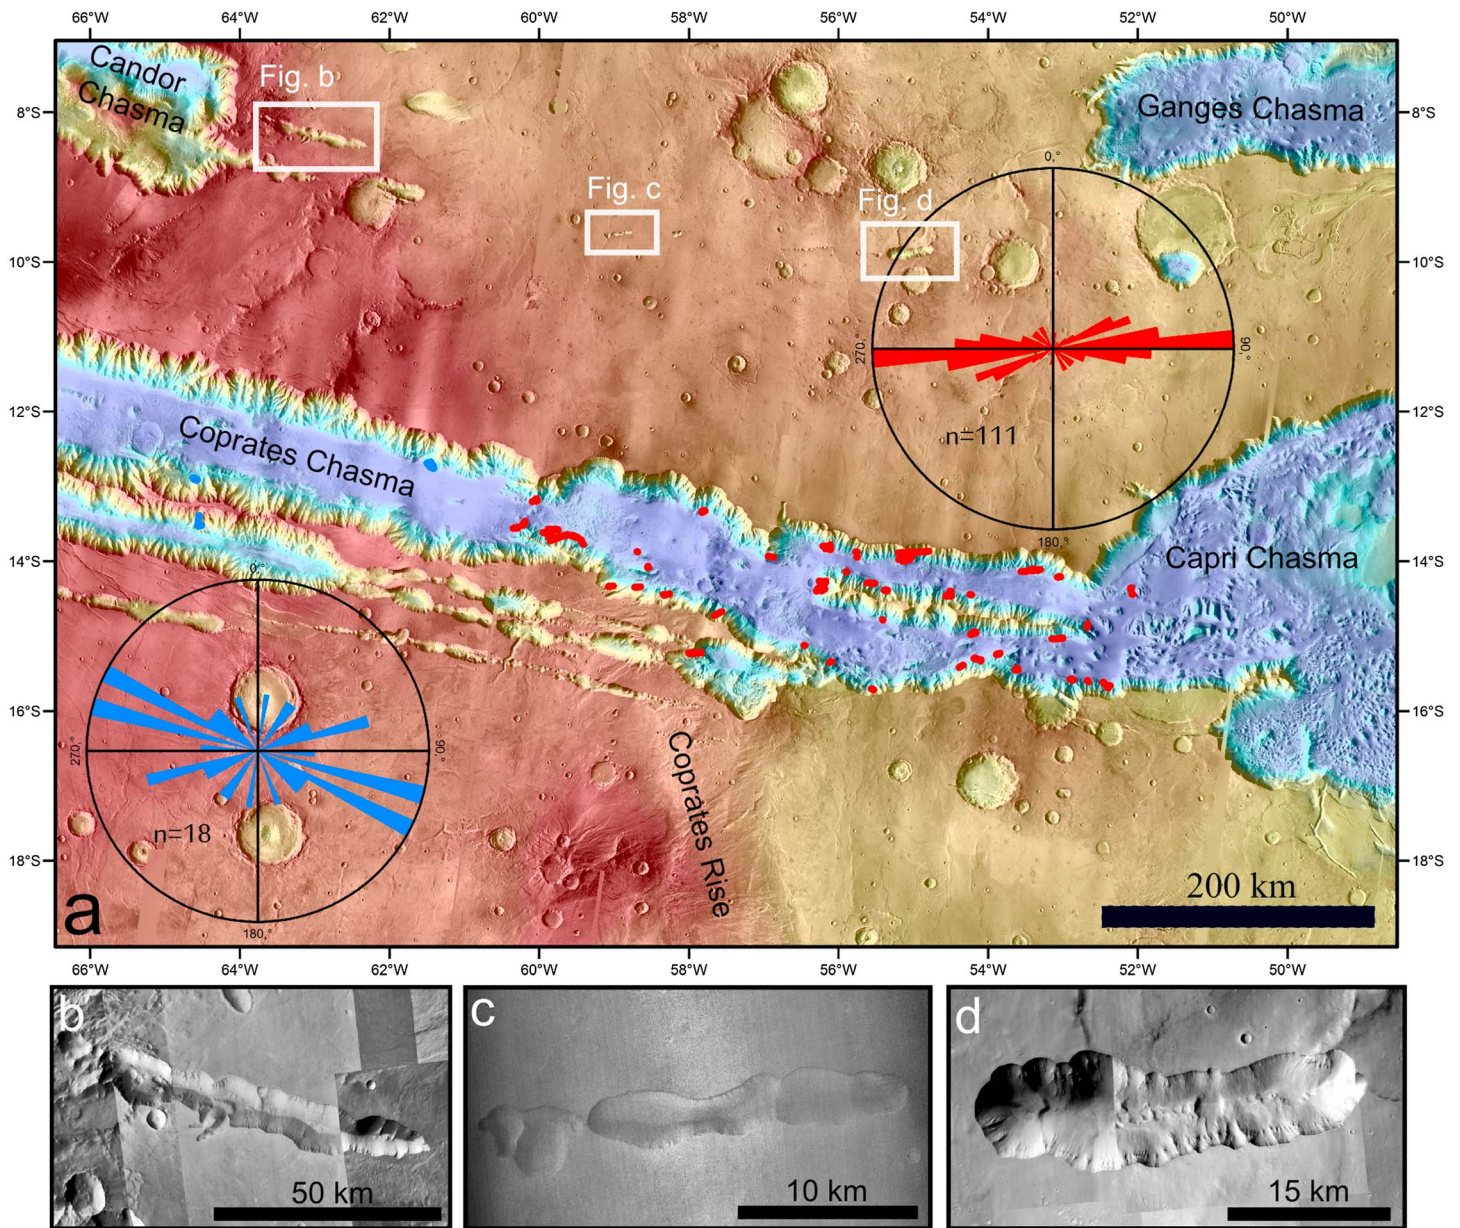 66°W 64°W 62°W 60°W 58°W 56°W 54°W 52°W 50°W
Candor
Chasma
Fig. b
Ganges Chasma
8°S 8°S
0,°
Fig. c
Fig. d
10°S 10°S
270,°
90,°
n=111
180,°
12°S 12°S
Coprates Chasma
Capri Chasma
14°S 14°S
0,°
270,°
90,°
n=18
180,°
16°S 16°S
Coprates Rise
18°S 18°S
200 km
a
66°W 64°W 62°W 60°W 58°W 56°W 54°W 52°W 50°W
b
50 km
c
10 km
d
15 km